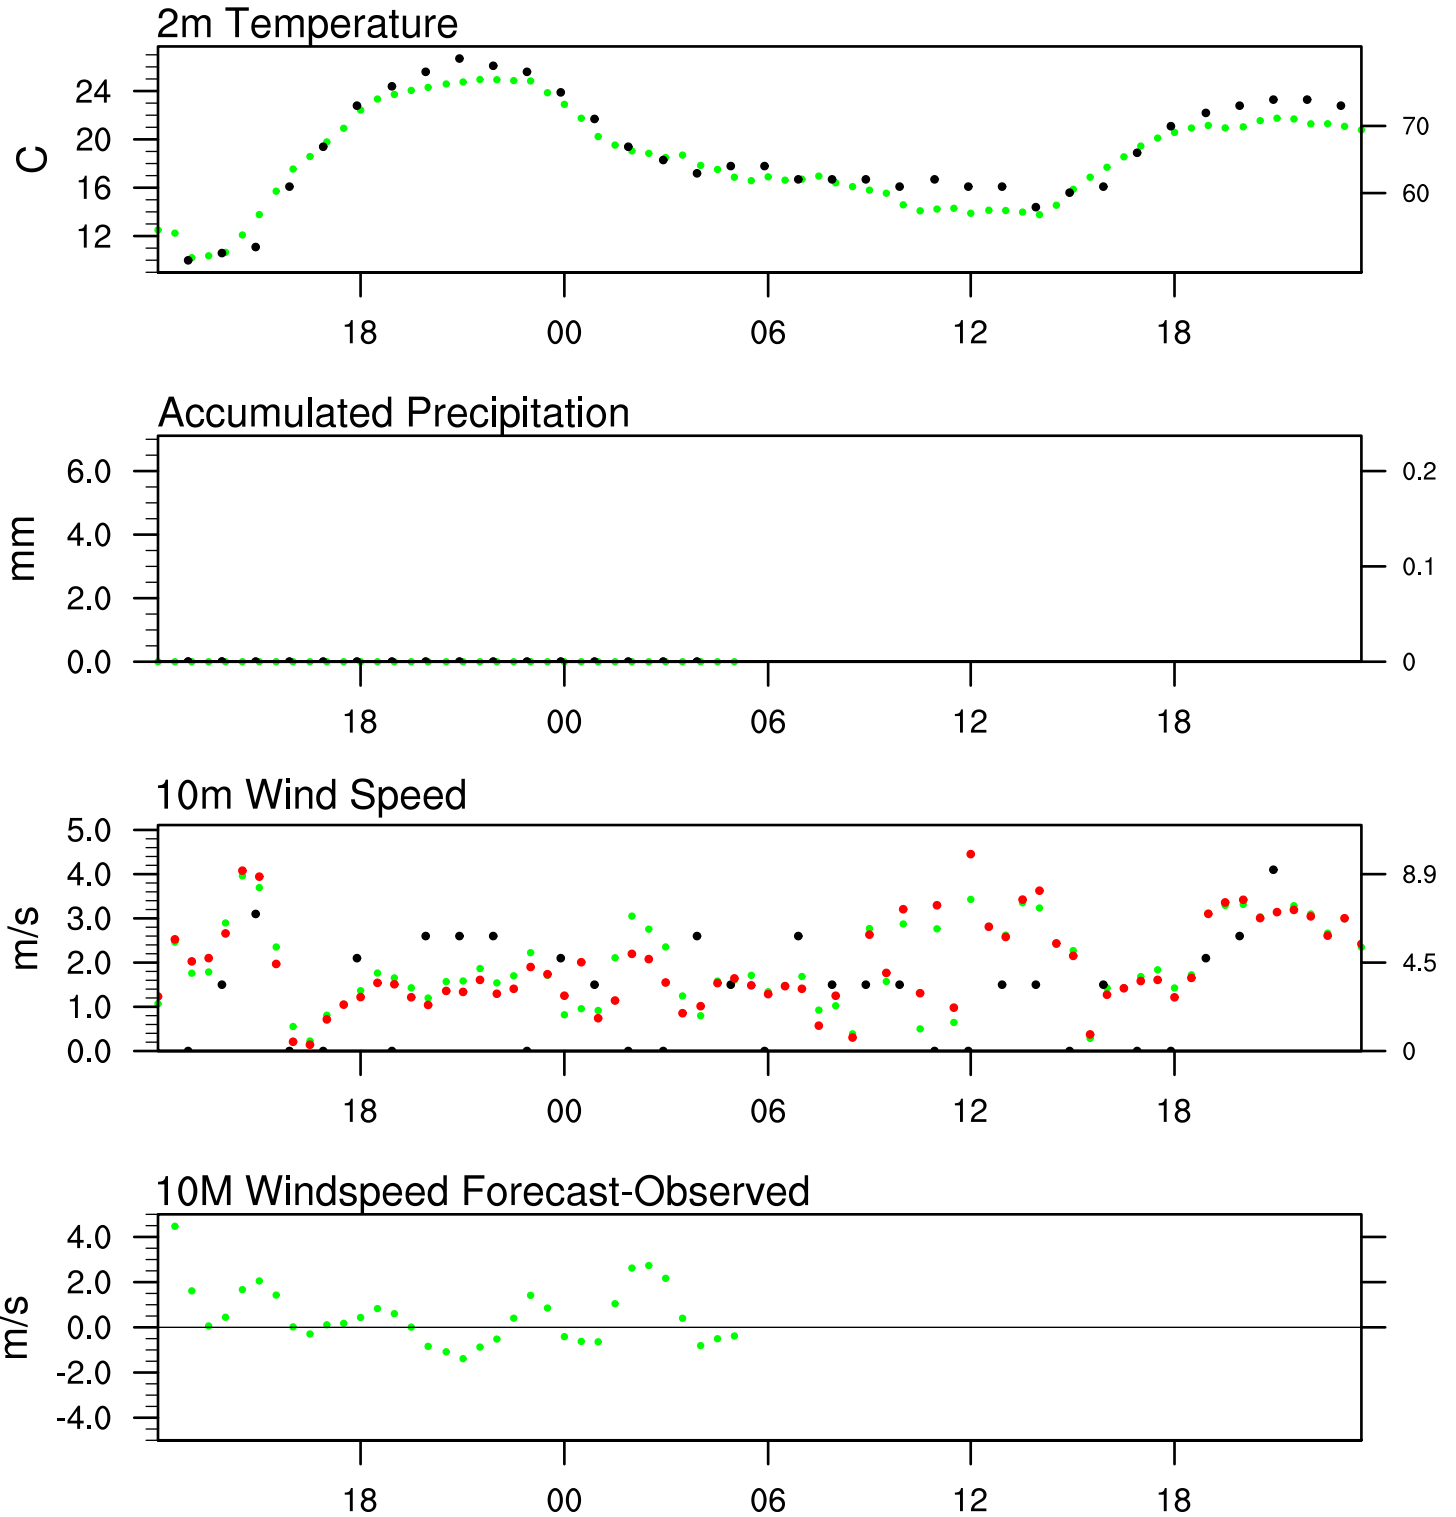 2m Temperature
24
20
16
12
C
70
60
18 00 06 12 18
Accumulated Precipitation
6.0
4.0
2.0
0.0
mm
0.2
0.1
0
18 00 06 12 18
10m Wind Speed
5.0
4.0
3.0
2.0
1.0
0.0
m/s
8.9
4.5
0
18 00 06 12 18
10M Windspeed Forecast-Observed
4.0
2.0
0.0
-2.0
-4.0
m/s
18 00 06 12 18